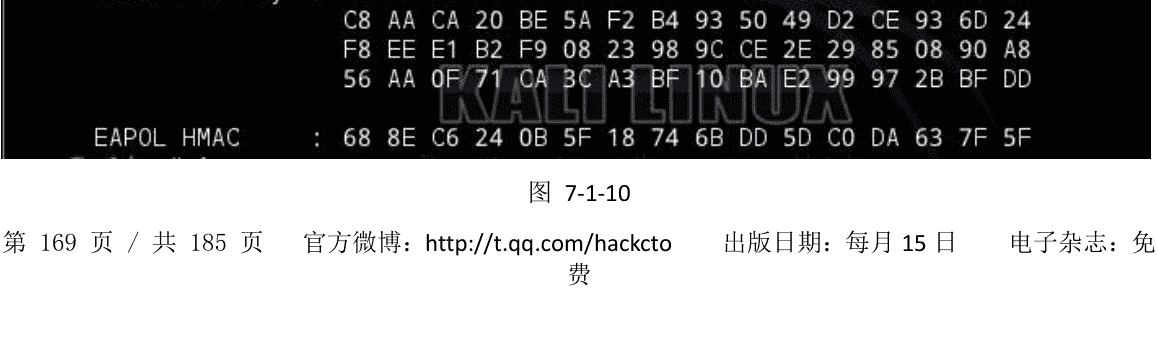 C8 AA CA 20 BE 5A F2 B4 93 50 49 D2 CE 93 6D 24
F8 EE E1 B2 F9 08 23 98 9C CE 2E 29 85 08 90 A8
56 AA 0F 71 CA 3C A3 BF 10 BA E2 99 97 2B BF DD
KALI LINUX
EAPOL HMAC : 68 8E C6 24 0B 5F 18 74 6B DD 5D C0 DA 63 7F 5F
图 7-1-10
第 169 页 / 共 185 页 官方微博：http://t.qq.com/hackcto 出版日期：每月 15 日 电子杂志：免
费